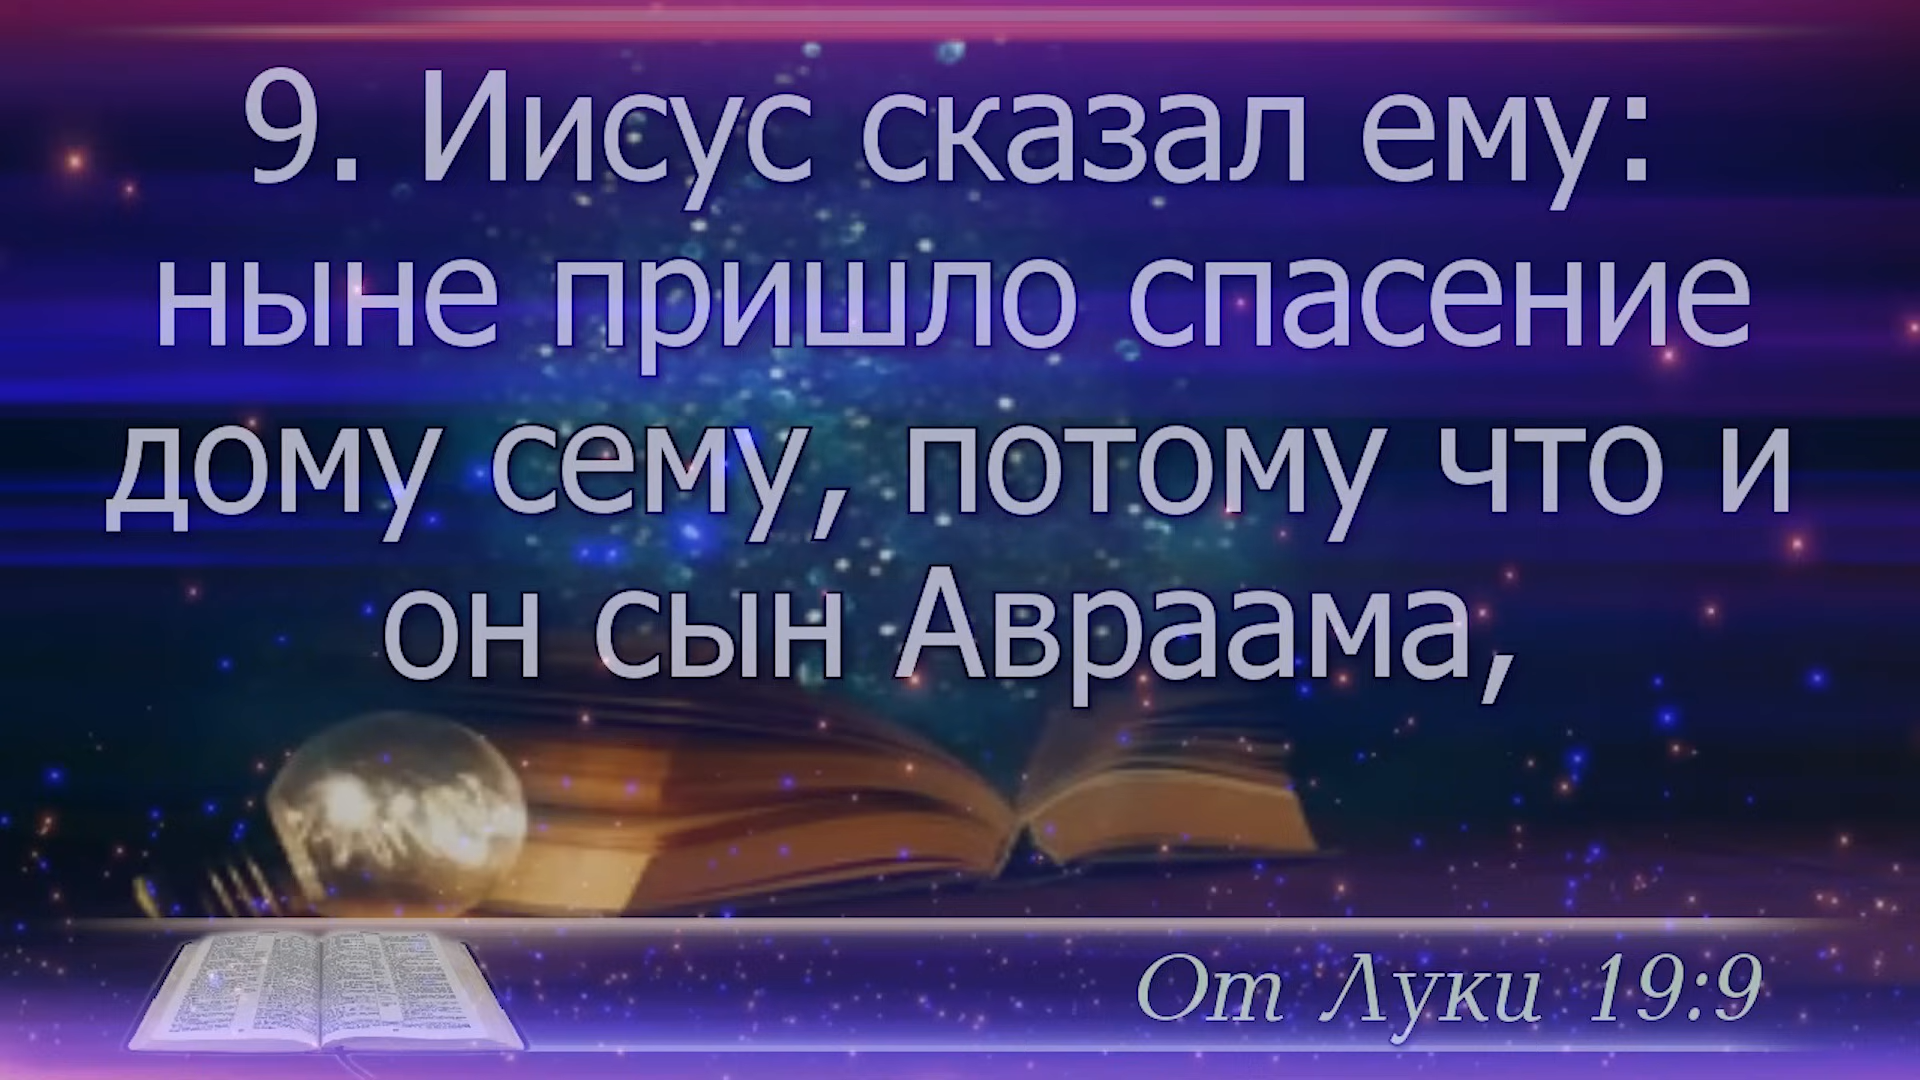 9. Иисус сказал ему:
ныне пришло спасение
дому сему, потому что и
он сын Авраама,
От Луки 19:9